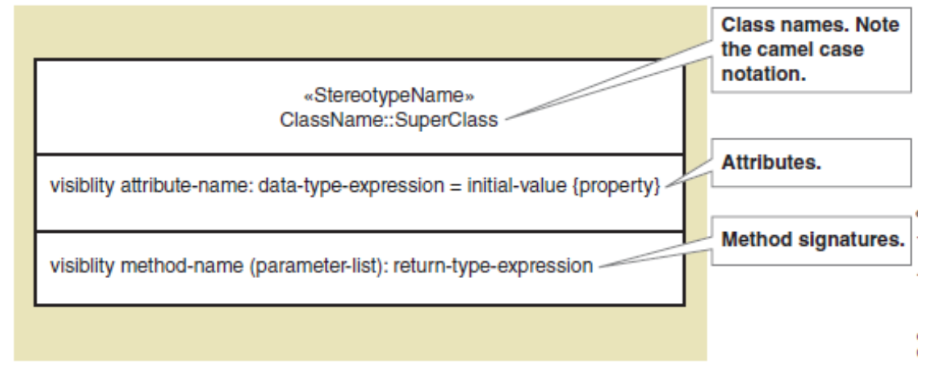 Class names. Note
the camel case
notation.
«StereotypeName»
ClassName::SuperClass
Attributes.
visiblity attribute-name: data-type-expression = initial-value {property}
Method signatures.
visiblity method-name (parameter-list): return-type-expression